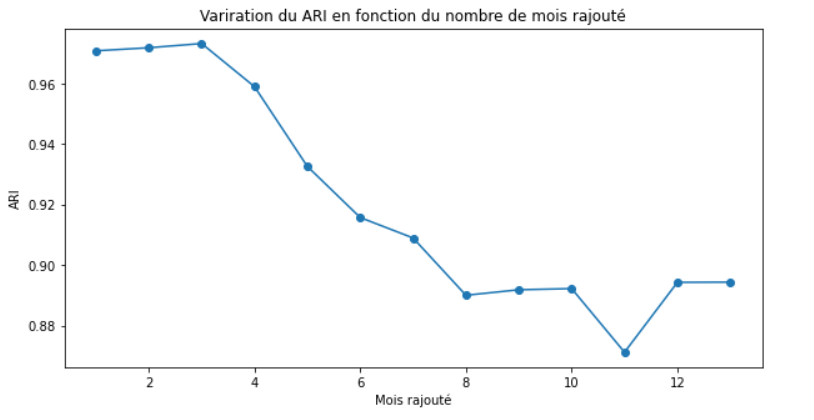 Variration du ARI en fonction du nombre de mois rajouté
0.96
0.94
0.92
0.90
0.88
ARI
2 4 6 8 10 12
Mois rajouté